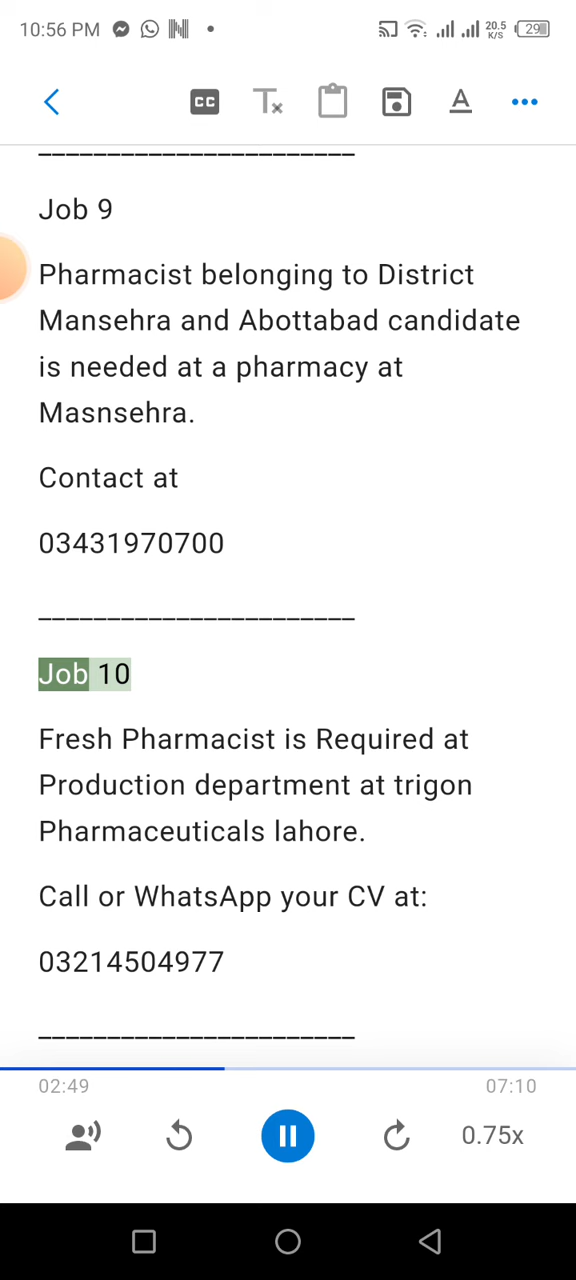 10:56 PM
20.5
K/S
29
CC
Tx
A
Job 9
Pharmacist belonging to District
Mansehra and Abottabad candidate
is needed at a pharmacy at
Masnsehra.
Contact at
03431970700
Job 10
Fresh Pharmacist is Required at
Production department at trigon
Pharmaceuticals lahore.
Call or WhatsApp your CV at:
03214504977
02:49
07:10
0.75x